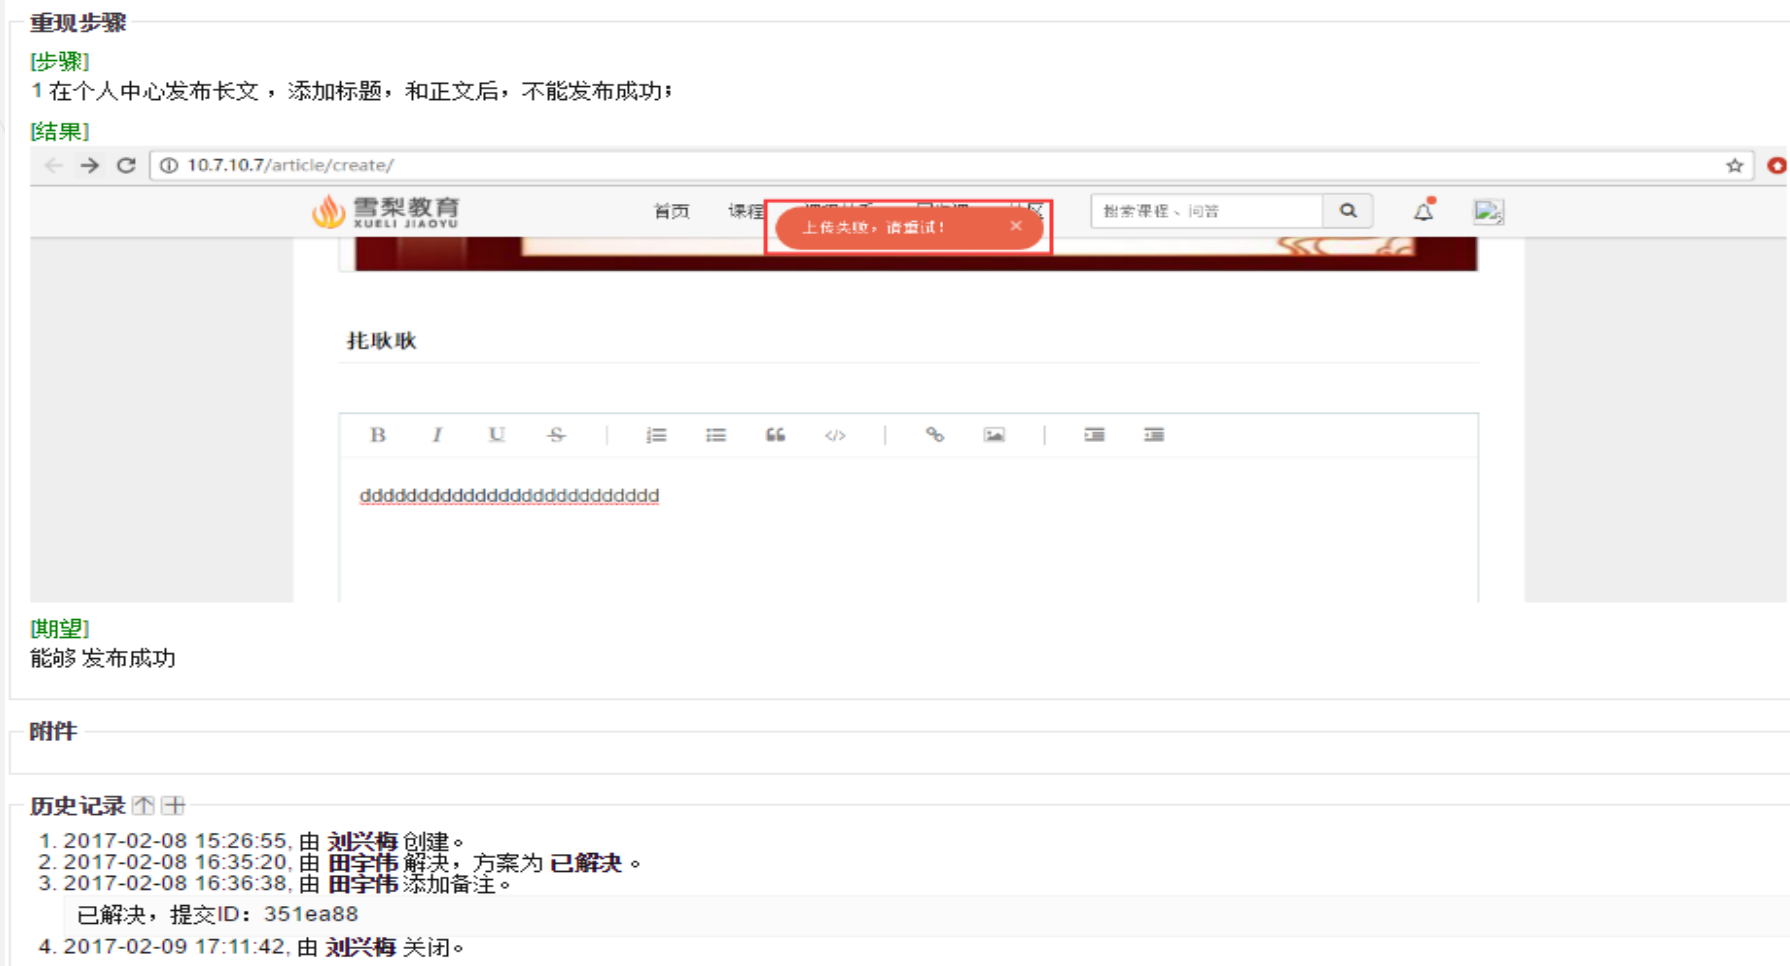 重现步骤
[步骤]
1 在个人中心发布长文，添加标题，和正文后，不能发布成功；
[结果]
10.7.10.7/article/create/
雪梨教育
XUELI JIAOYU
首页 课程
上传失败，请重试！ ×
搜索课程、问答
耿耿
B I U S
dddddddddddddddddddddddddd
[期望]
能够 发布成功
附件
历史记录
1. 2017-02-08 15:26:55, 由 刘兴梅 创建。
2. 2017-02-08 16:35:20, 由 田宇伟 解决，方案为 已解决 。
3. 2017-02-08 16:36:38, 由 田宇伟 添加备注。
已解决，提交ID：351ea88
4. 2017-02-09 17:11:42, 由 刘兴梅 关闭。